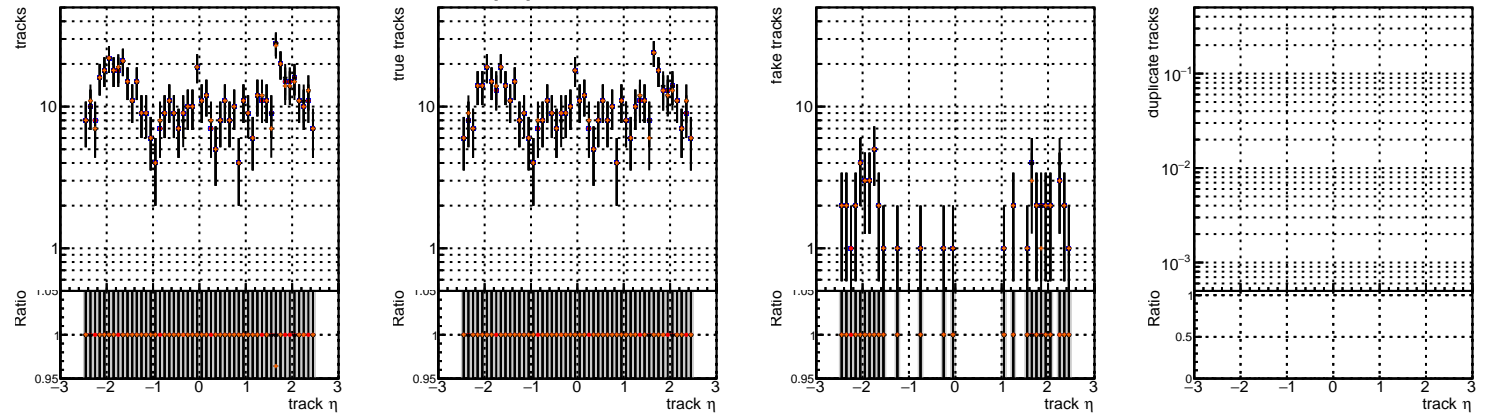 tracks
10
1
Ratio
1.05
1
0.95
−3 −2 −1 0 1 2 3
track η
true tracks
10
1
Ratio
1.05
1
0.95
−3 −2 −1 0 1 2 3
track η
fake tracks
10
1
Ratio
1.05
1
0.95
−3 −2 −1 0 1 2 3
track η
duplicate tracks
10−1
10−2
10−3
Ratio
1
0.5
0
−3 −2 −1 0 1 2 3
track η